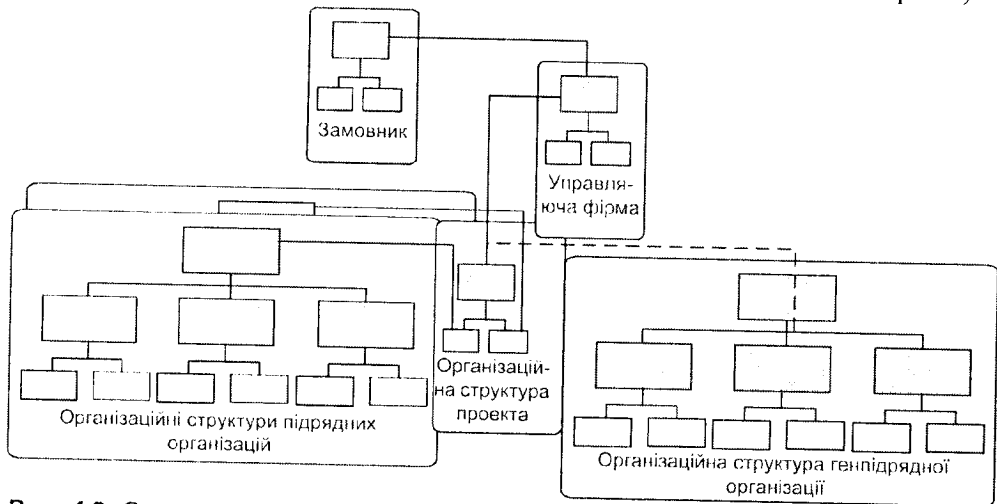 Замовник
Управля-
юча фірма
Організацій-
на структура
проекта
Організаційні структури підрядних
організацій
Організаційна структура генпідрядної
організації